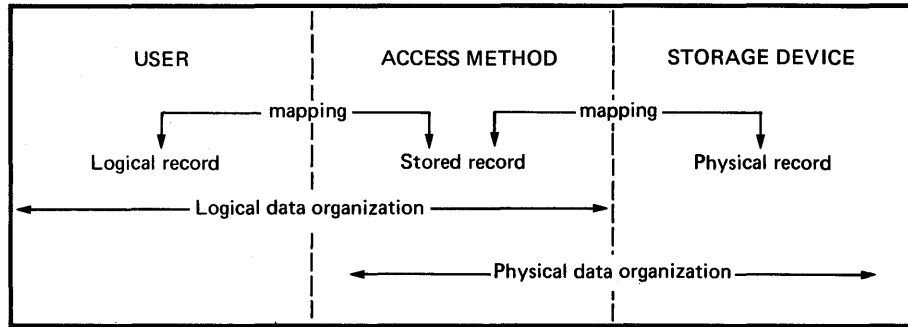 USER ACCESS METHOD STORAGE DEVICE
mapping mapping
Logical record Stored record Physical record
Logical data organization
Physical data organization